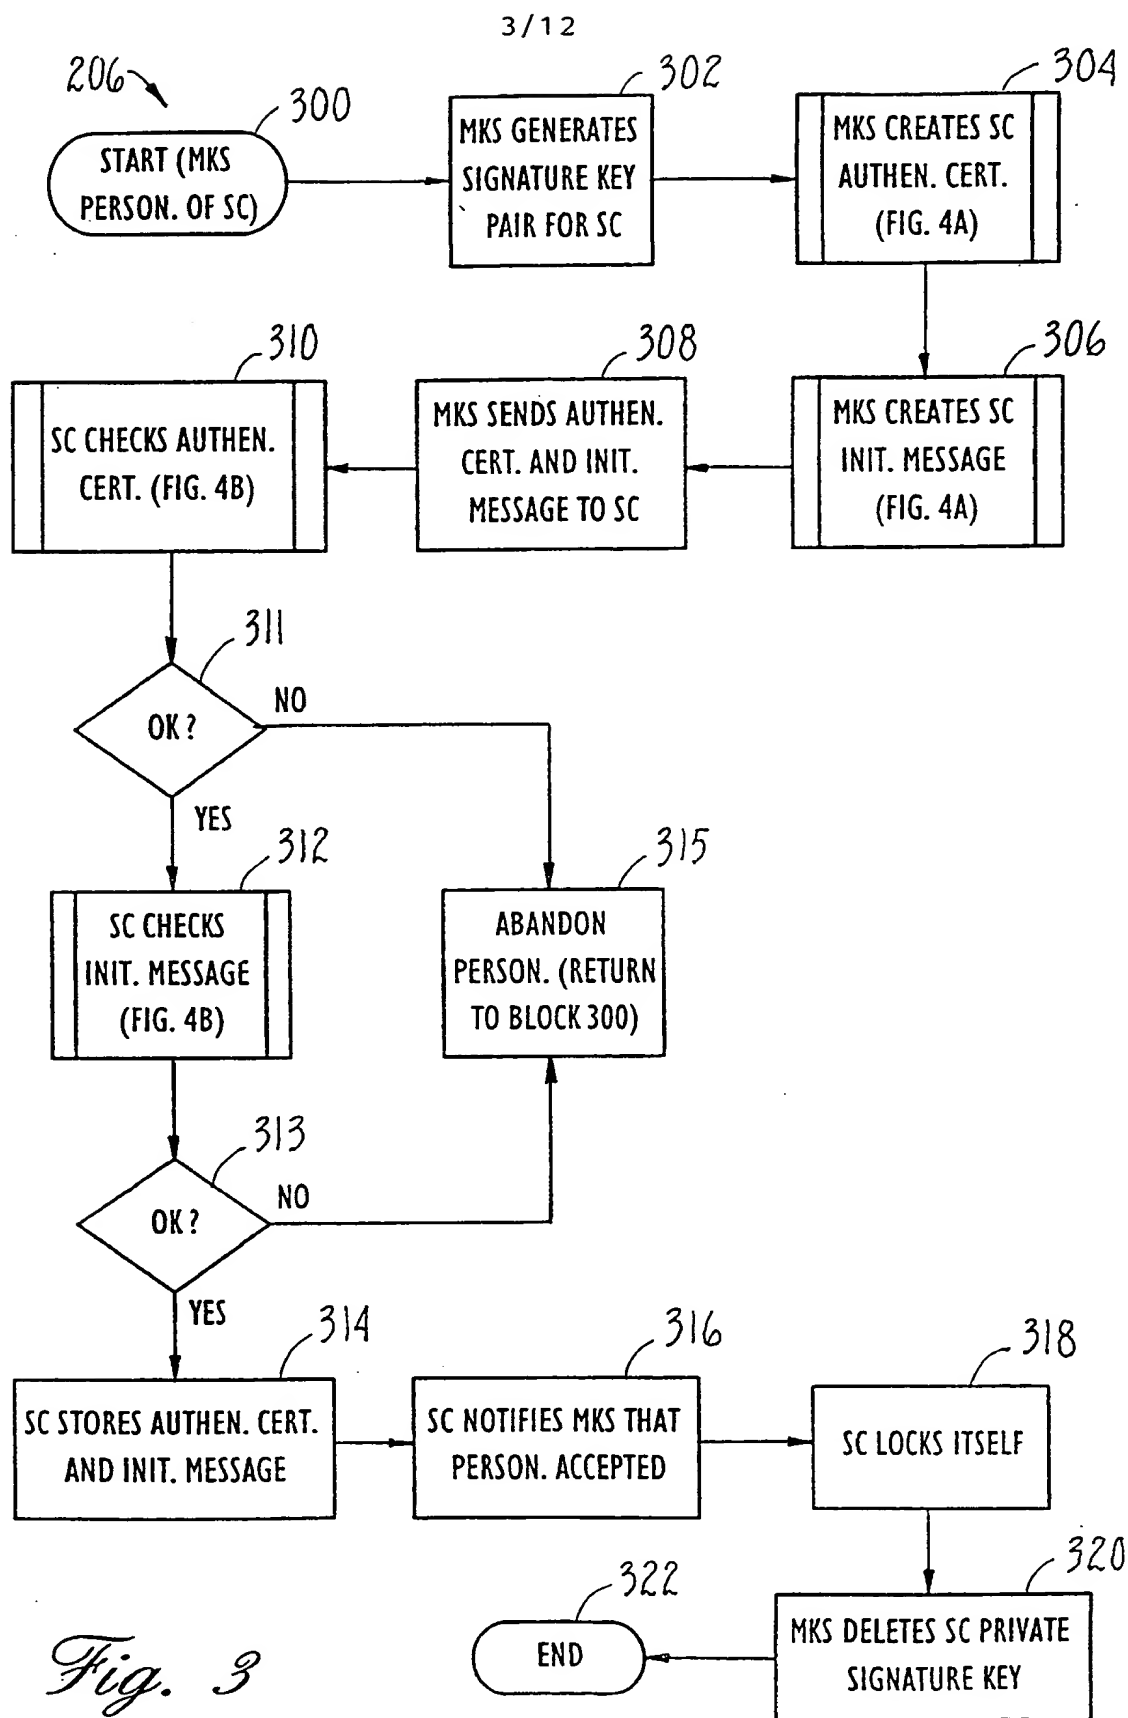 3/12
206
300
START (MKS
PERSON. OF SC)
302
MKS GENERATES
SIGNATURE KEY
PAIR FOR SC
304
MKS CREATES SC
AUTHEN. CERT.
(FIG. 4A)
306
MKS CREATES SC
INIT. MESSAGE
(FIG. 4A)
308
MKS SENDS AUTHEN.
CERT. AND INIT.
MESSAGE TO SC
310
SC CHECKS AUTHEN.
CERT. (FIG. 4B)
311
OK?
NO
YES
312
SC CHECKS
INIT. MESSAGE
(FIG. 4B)
315
ABANDON
PERSON. (RETURN
TO BLOCK 300)
313
OK?
NO
YES
314
SC STORES AUTHEN. CERT.
AND INIT. MESSAGE
316
SC NOTIFIES MKS THAT
PERSON. ACCEPTED
318
SC LOCKS ITSELF
320
MKS DELETES SC PRIVATE
SIGNATURE KEY
322
END
Fig. 3